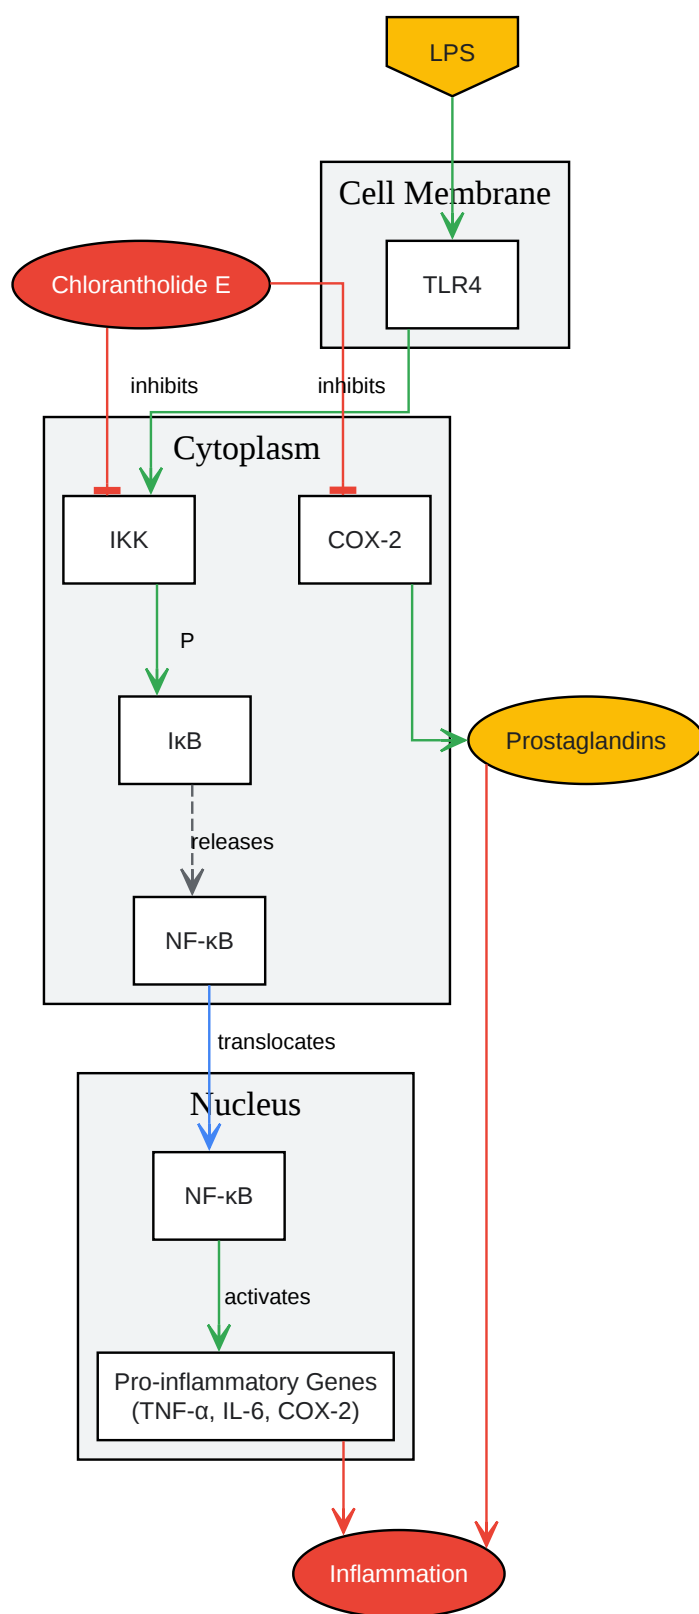 LPS
Cell Membrane
TLR4
Chlorantholide E
inhibits
inhibits
Cytoplasm
IKK
COX-2
P
IκB
Prostaglandins
releases
NF-κB
translocates
Nucleus
NF-κB
activates
Pro-inflammatory Genes
(TNF-α, IL-6, COX-2)
Inflammation